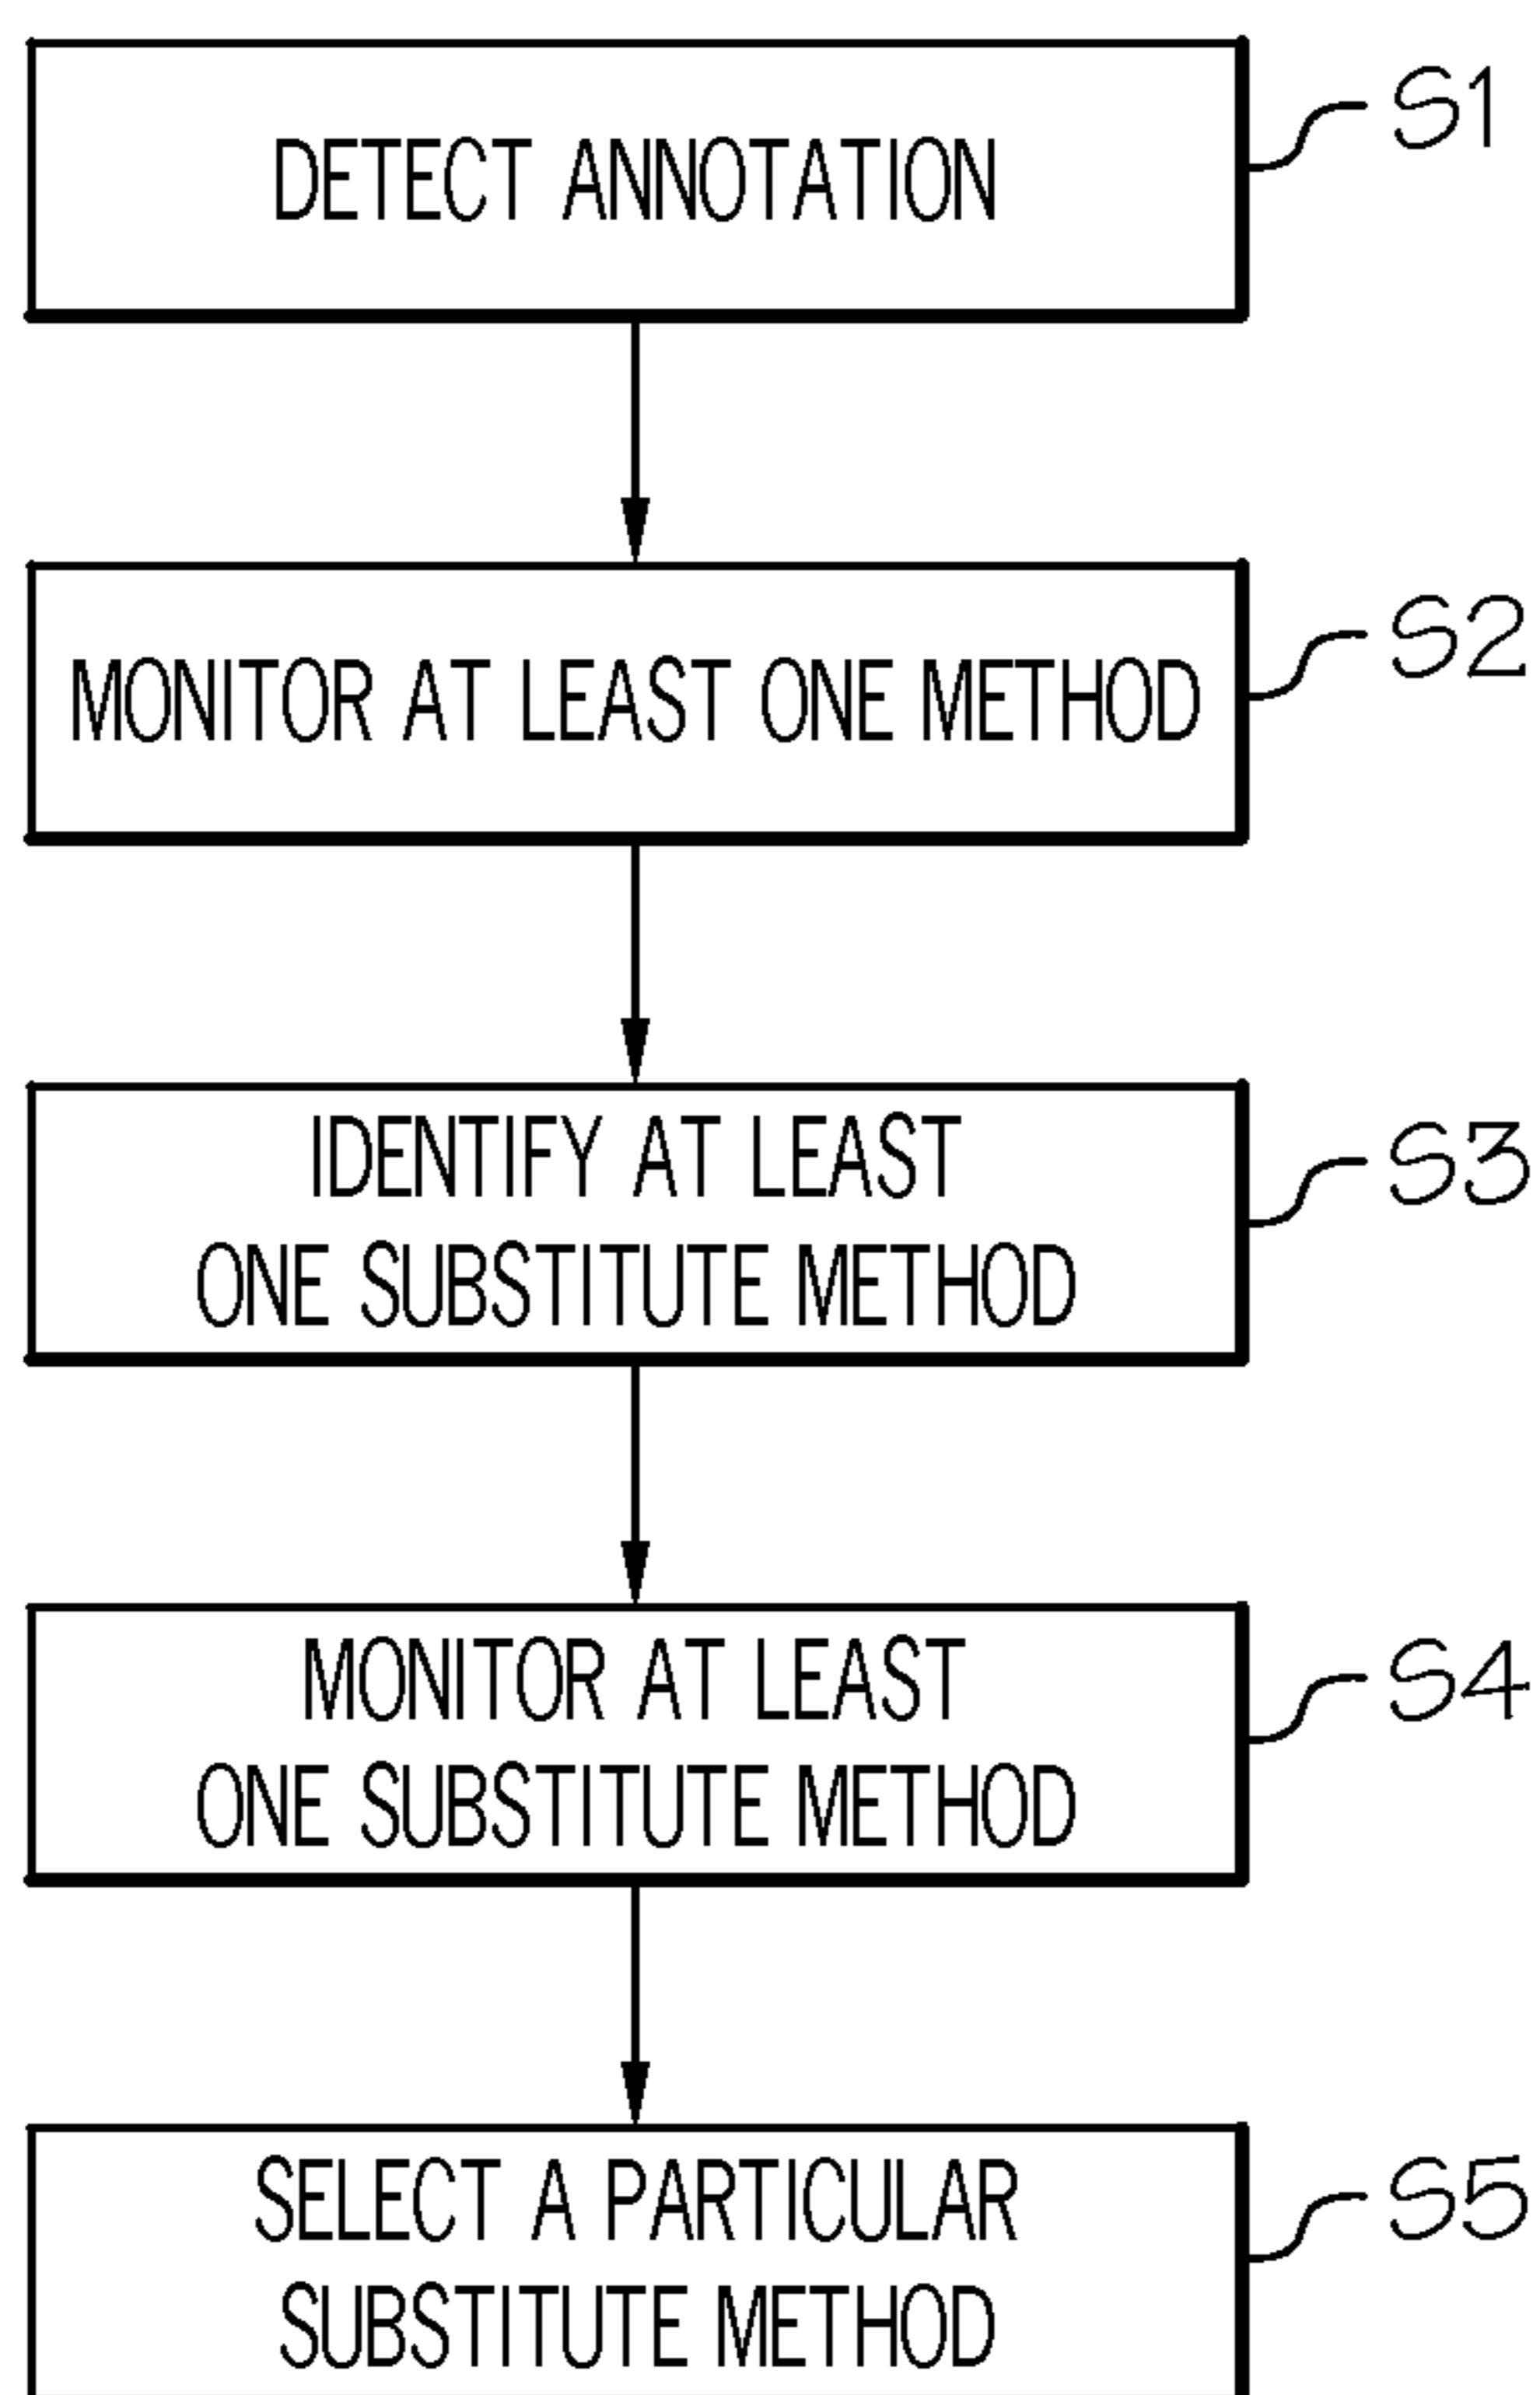 DETECT ANNOTATION
S1
MONITOR AT LEAST ONE METHOD
S2
IDENTIFY AT LEAST
ONE SUBSTITUTE METHOD
S3
MONITOR AT LEAST
ONE SUBSTITUTE METHOD
S4
SELECT A PARTICULAR
SUBSTITUTE METHOD
S5